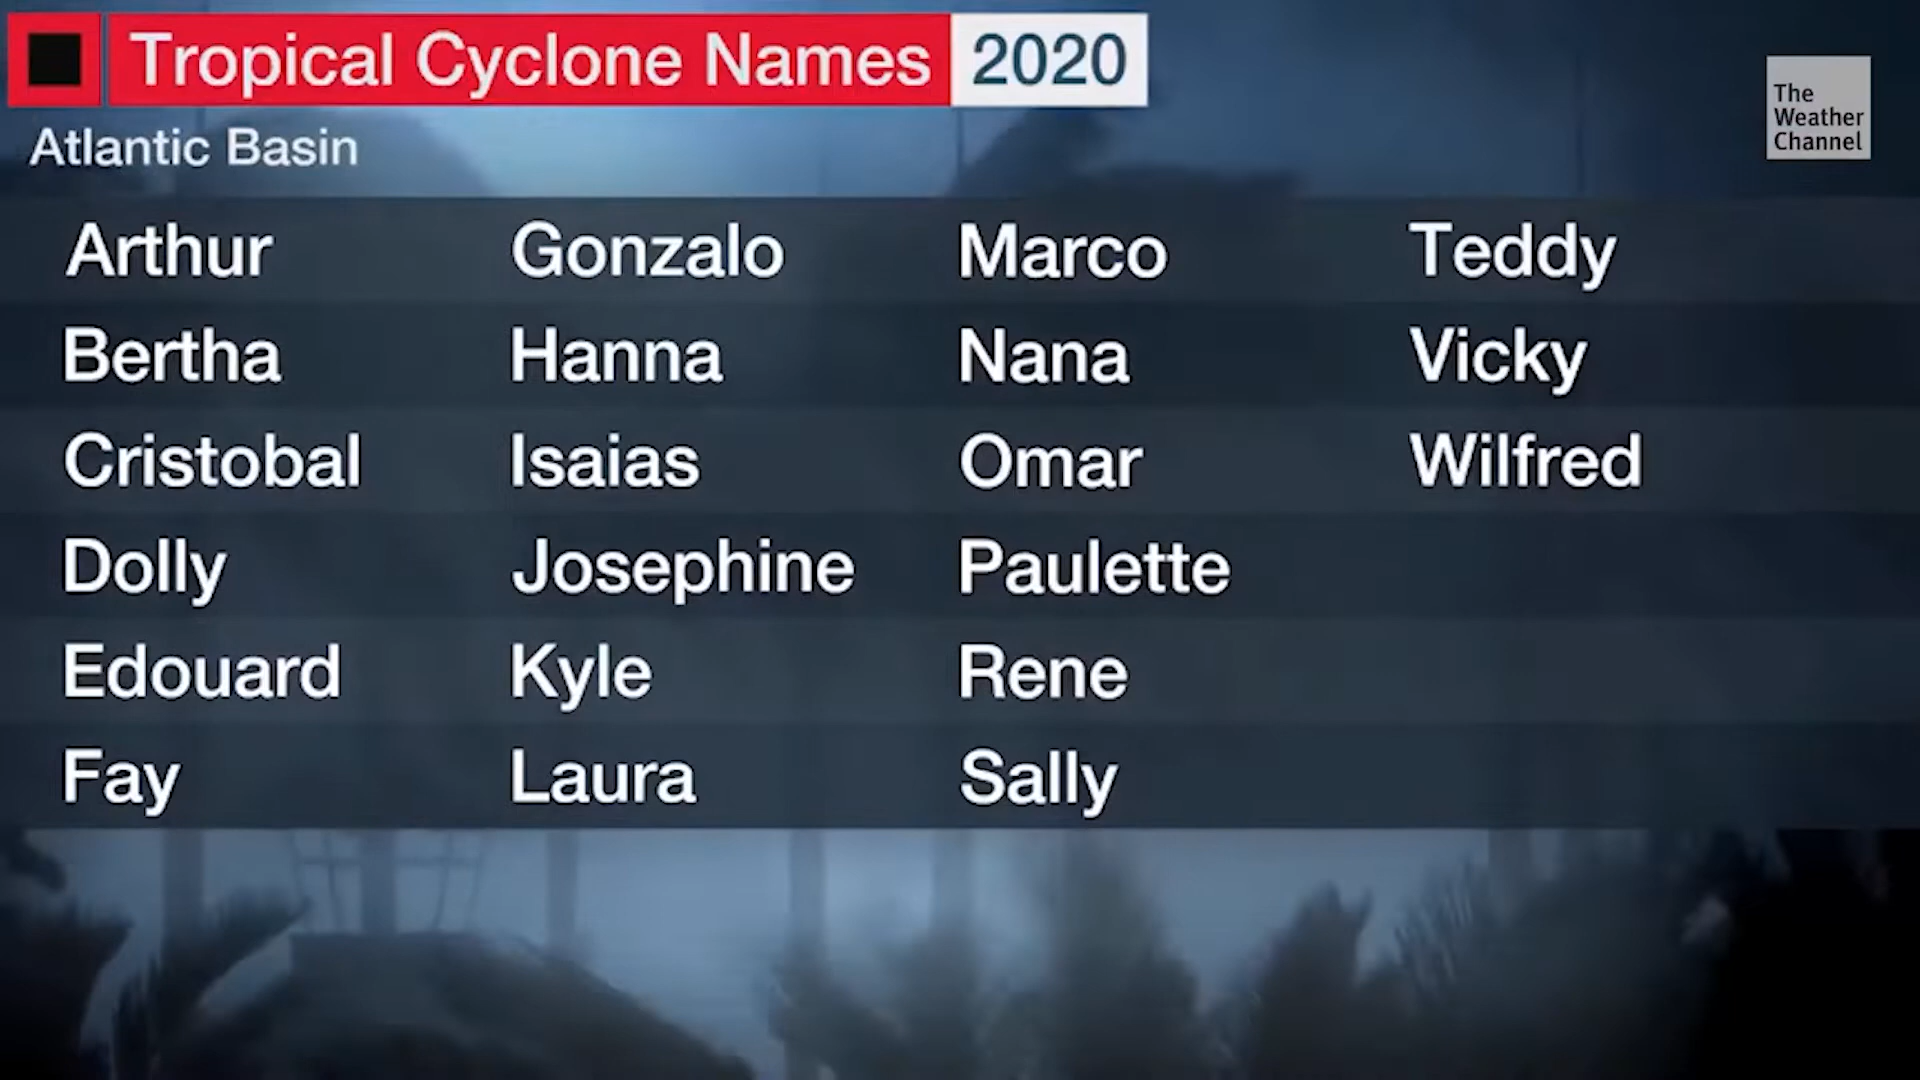 Tropical Cyclone Names 2020
Atlantic Basin
The
Weather
Channel
Arthur
Bertha
Cristobal
Dolly
Edouard
Fay
Gonzalo
Hanna
Isaias
Josephine
Kyle
Laura
Marco
Nana
Omar
Paulette
Rene
Sally
Teddy
Vicky
Wilfred